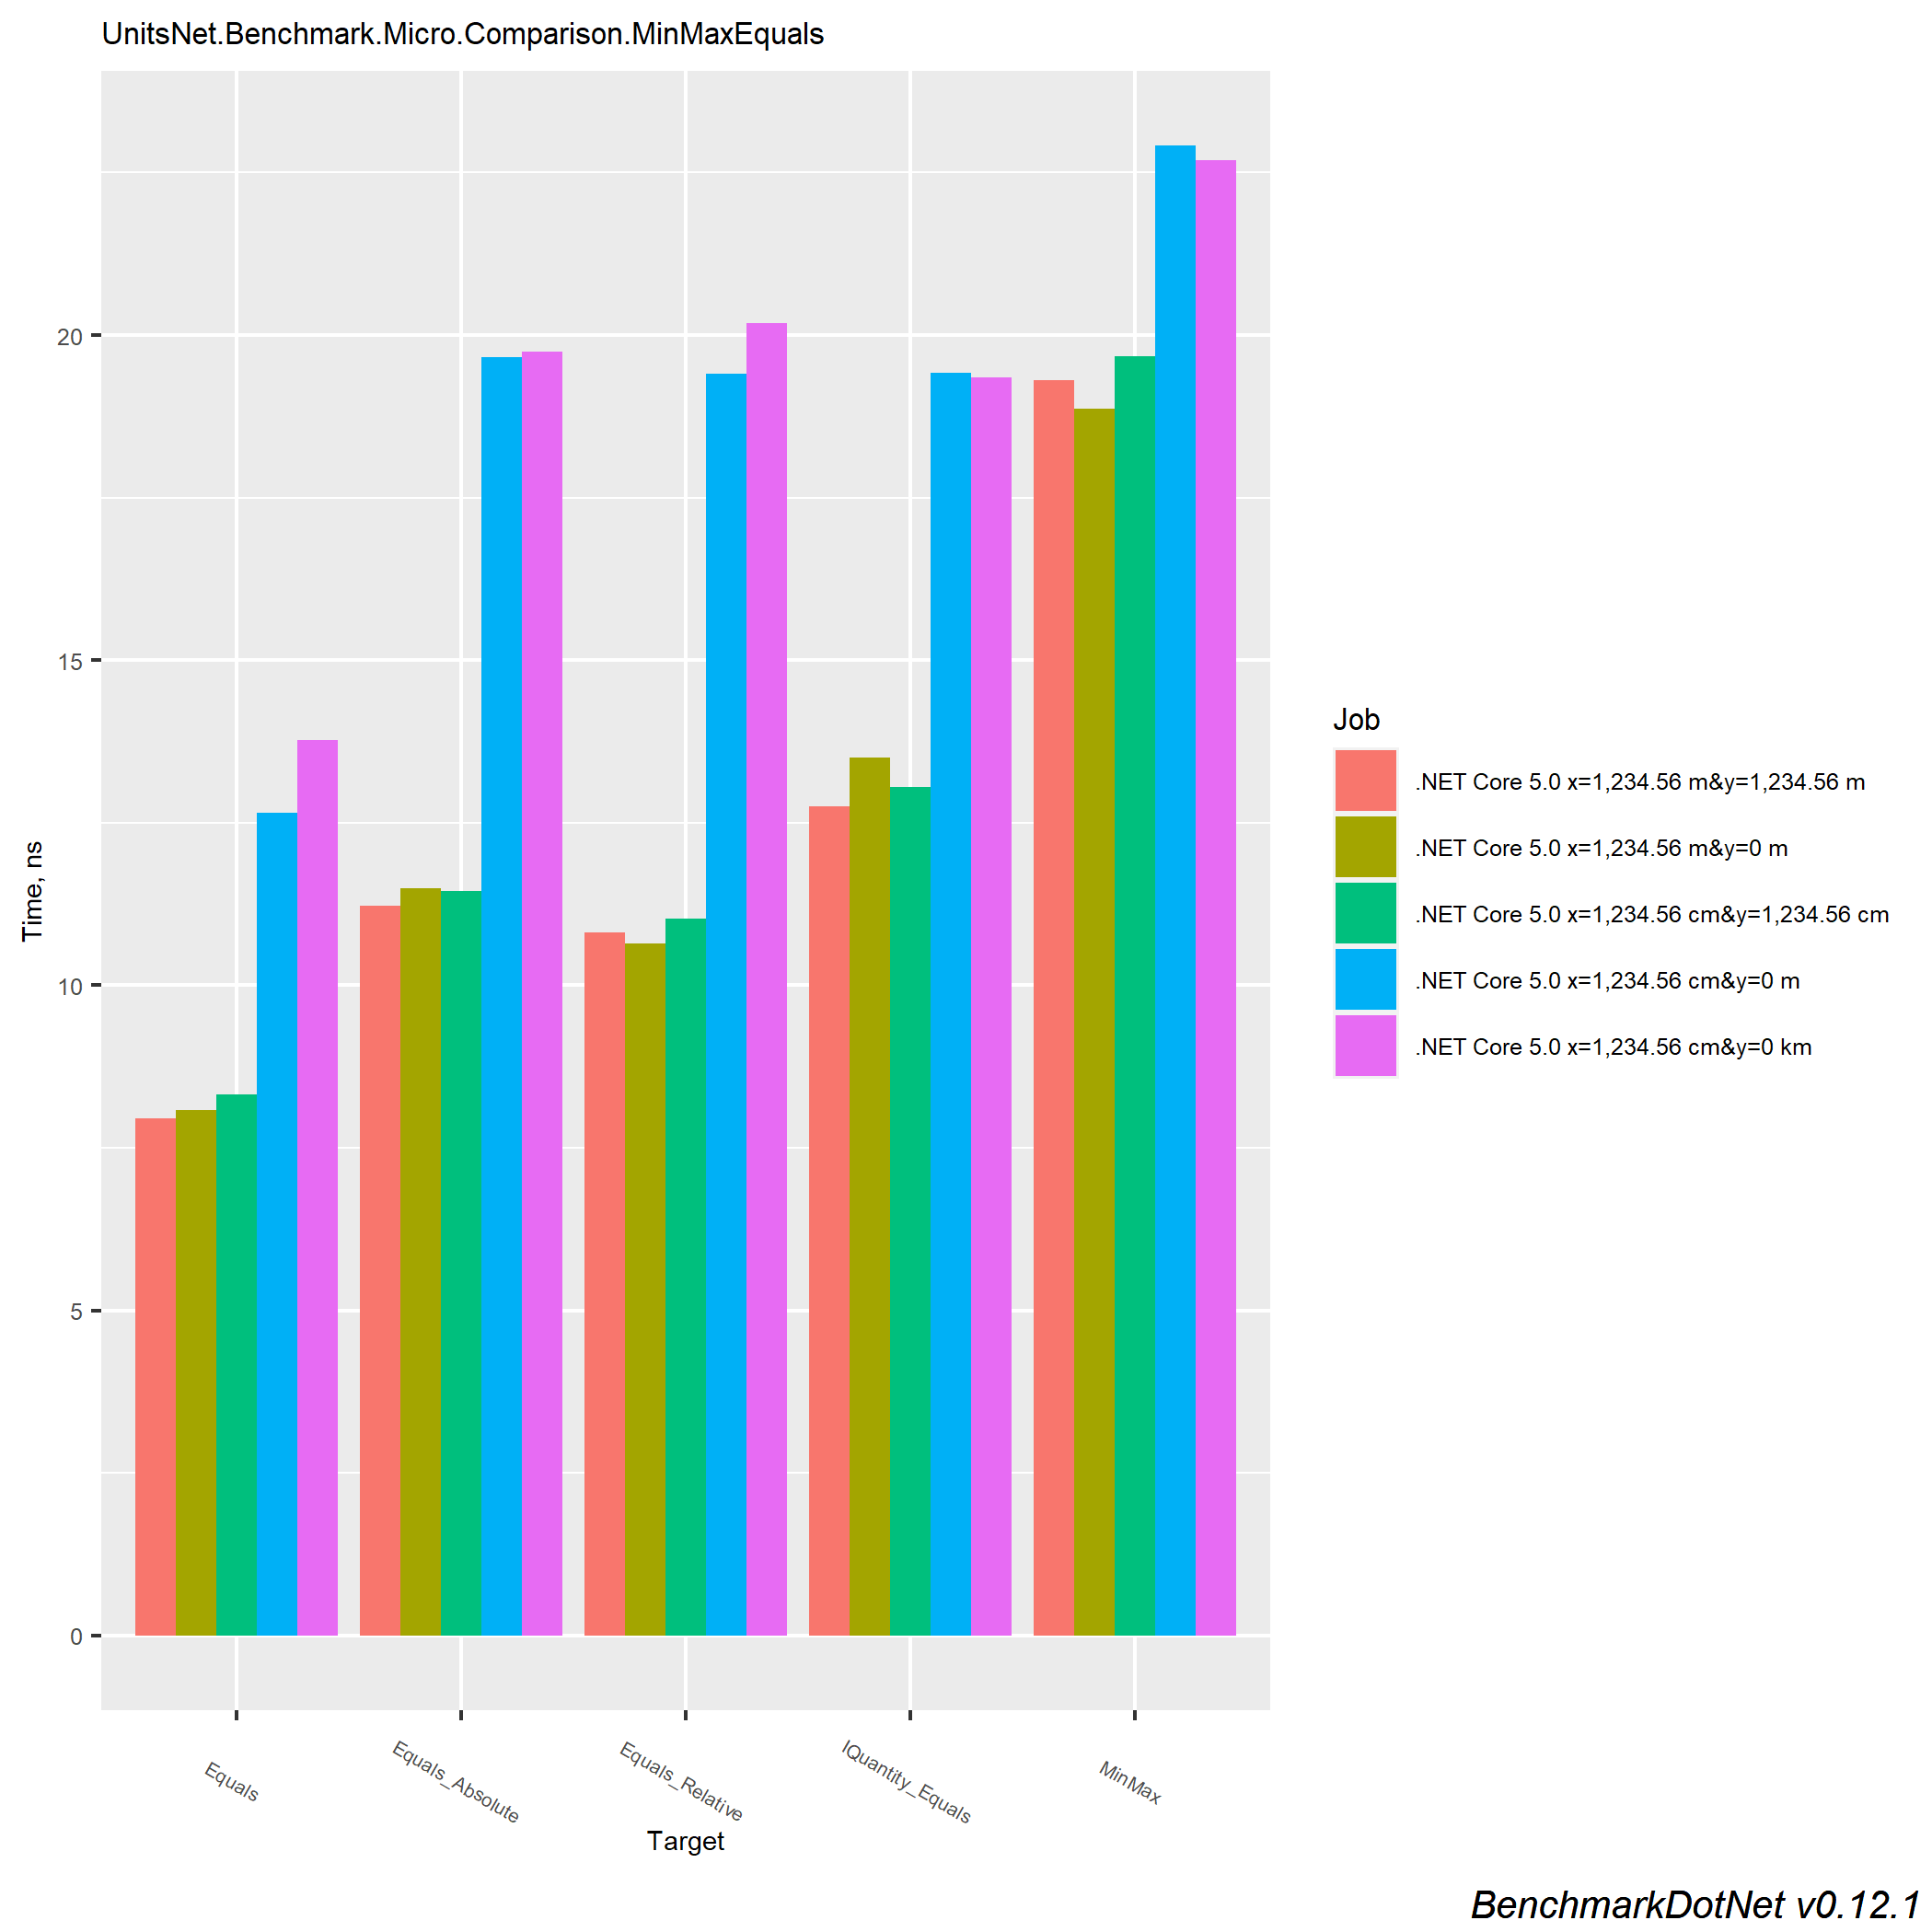 UnitsNet.Benchmark.Micro.Comparison.MinMaxEquals
20
15
10
5
0
Time, ns
Equals
Equals_Absolute
Equals_Relative
IQuantity_Equals
MinMax
Target
Job
.NET Core 5.0 x=1,234.56 m&y=1,234.56 m
.NET Core 5.0 x=1,234.56 m&y=0 m
.NET Core 5.0 x=1,234.56 cm&y=1,234.56 cm
.NET Core 5.0 x=1,234.56 cm&y=0 m
.NET Core 5.0 x=1,234.56 cm&y=0 km
BenchmarkDotNet v0.12.1